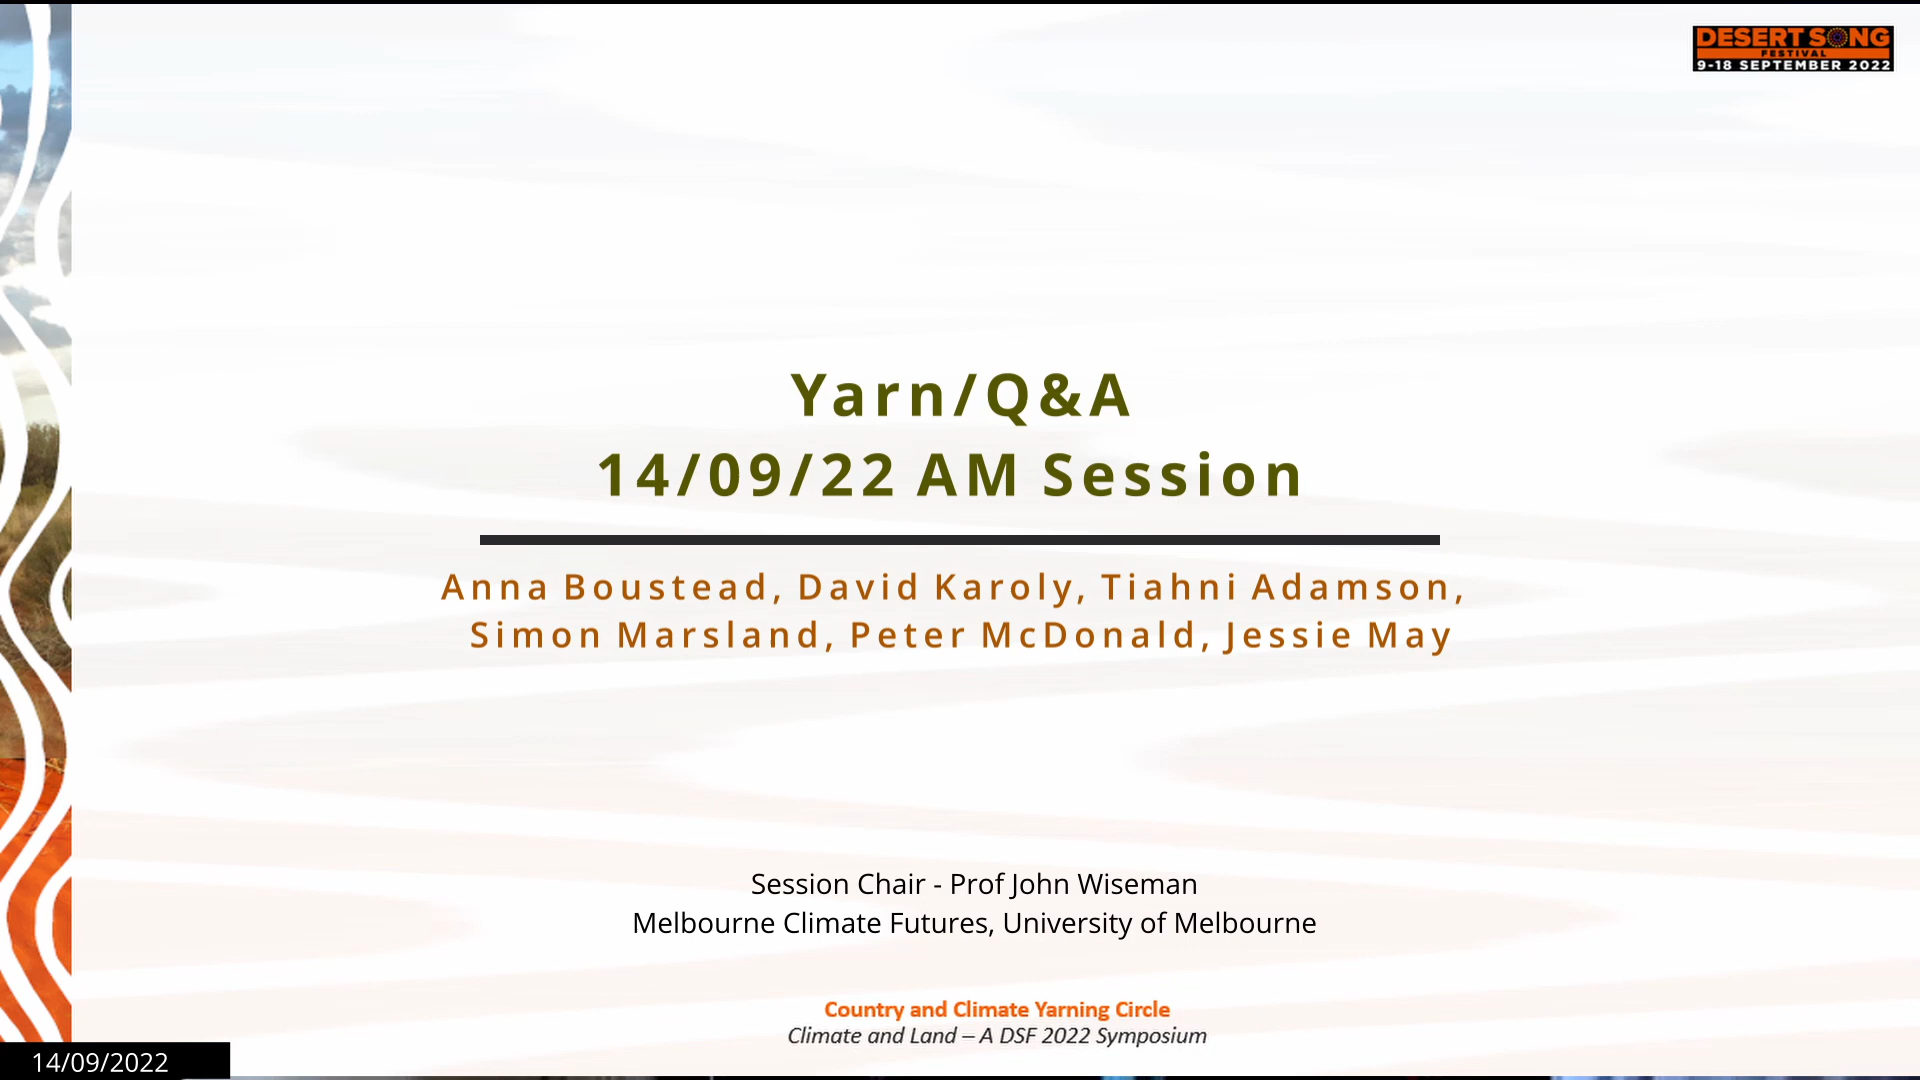 DESERT SONG
FESTIVAL
9-18 SEPTEMBER 2022
Yarn/Q&A
14/09/22 AM Session
Anna Boustead, David Karoly, Tiahni Adamson,
Simon Marsland, Peter McDonald, Jessie May
Session Chair - Prof John Wiseman
Melbourne Climate Futures, University of Melbourne
Country and Climate Yarning Circle
Climate and Land – A DSF 2022 Symposium
14/09/2022